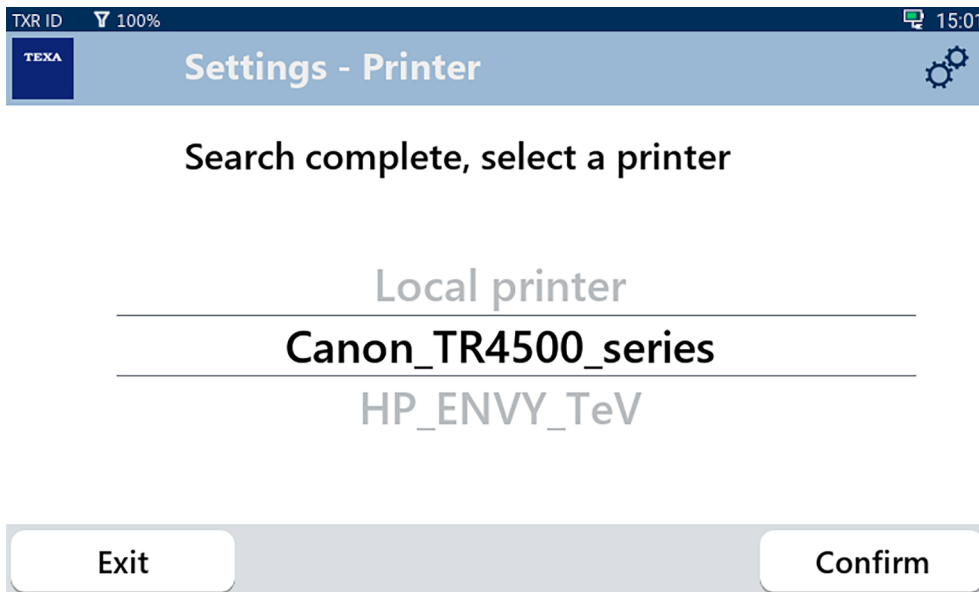 TXR ID 100% 15:01
TEXA
Settings - Printer
Search complete, select a printer
Local printer
Canon_TR4500_series
HP_ENVY_TeV
Exit Confirm